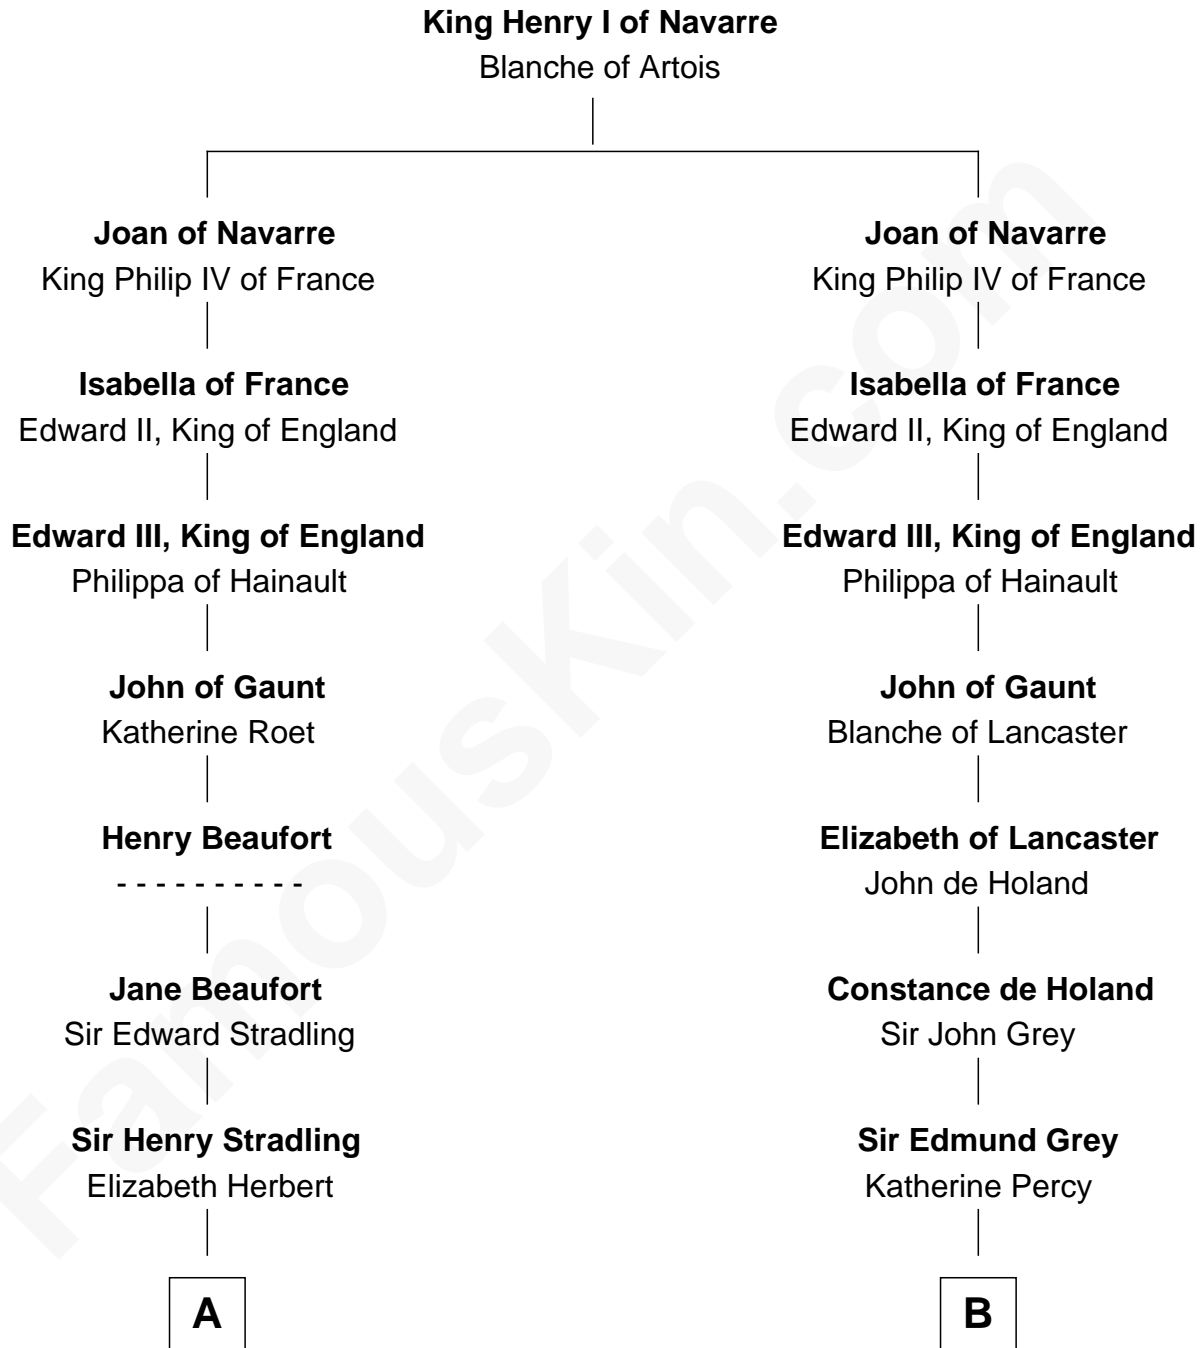 King Henry I of Navarre
Blanche of Artois
Joan of Navarre
King Philip IV of France
Isabella of France
Edward II, King of England
Edward III, King of England
Philippa of Hainault
John of Gaunt
Katherine Roet
Henry Beaufort
- - - - - - - - - -
Jane Beaufort
Sir Edward Stradling
Sir Henry Stradling
Elizabeth Herbert
A
Joan of Navarre
King Philip IV of France
Isabella of France
Edward II, King of England
Edward III, King of England
Philippa of Hainault
John of Gaunt
Blanche of Lancaster
Elizabeth of Lancaster
John de Holand
Constance de Holand
Sir John Grey
Sir Edmund Grey
Katherine Percy
B
FamousKin.com